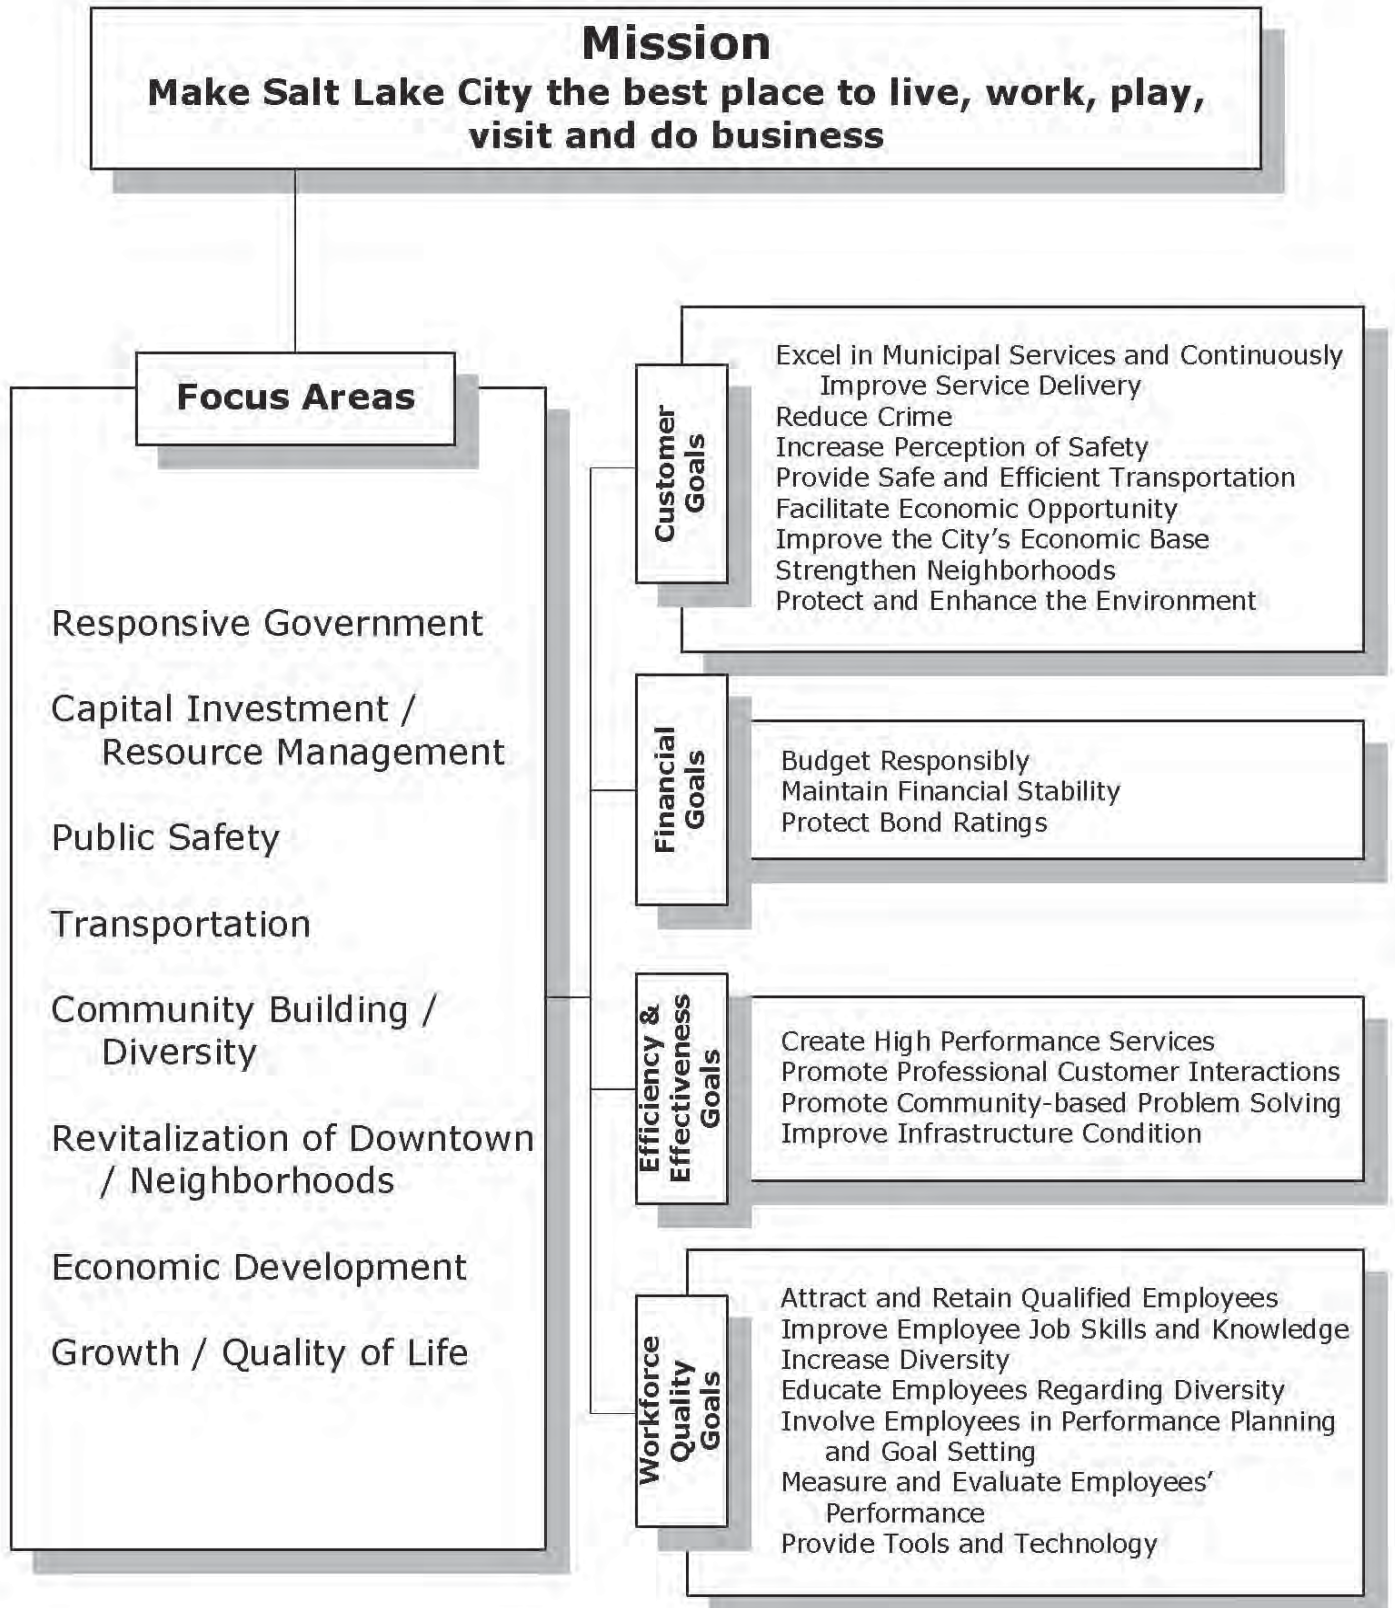 Mission
Make Salt Lake City the best place to live, work, play,
visit and do business
Focus Areas
Responsive Government
Capital Investment /
Resource Management
Public Safety
Transportation
Community Building /
Diversity
Revitalization of Downtown
/ Neighborhoods
Economic Development
Growth / Quality of Life
Customer
Goals
Excel in Municipal Services and Continuously
Improve Service Delivery
Reduce Crime
Increase Perception of Safety
Provide Safe and Efficient Transportation
Facilitate Economic Opportunity
Improve the City's Economic Base
Strengthen Neighborhoods
Protect and Enhance the Environment
Financial
Goals
Budget Responsibly
Maintain Financial Stability
Protect Bond Ratings
Efficiency &
Effectiveness
Goals
Create High Performance Services
Promote Professional Customer Interactions
Promote Community-based Problem Solving
Improve Infrastructure Condition
Workforce
Quality
Goals
Attract and Retain Qualified Employees
Improve Employee Job Skills and Knowledge
Increase Diversity
Educate Employees Regarding Diversity
Involve Employees in Performance Planning
and Goal Setting
Measure and Evaluate Employees'
Performance
Provide Tools and Technology